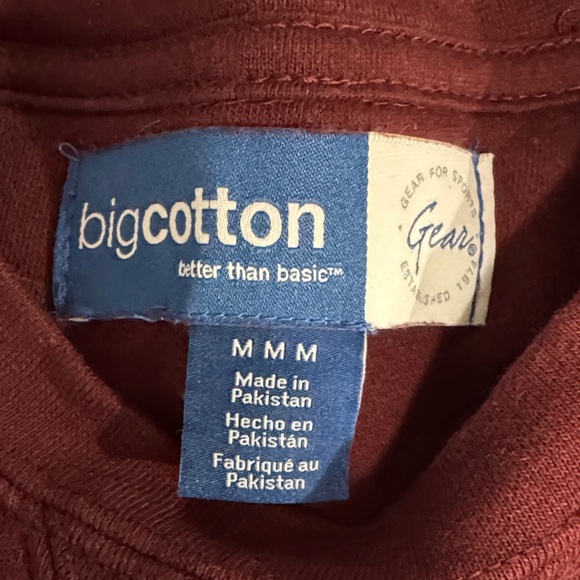 bigcotton
better than basic™
GEAR FOR SPORTS
Gear®
ESTABLISHED 1974
M M M
Made in
Pakistan
Hecho en
Pakistán
Fabriqué au
Pakistan